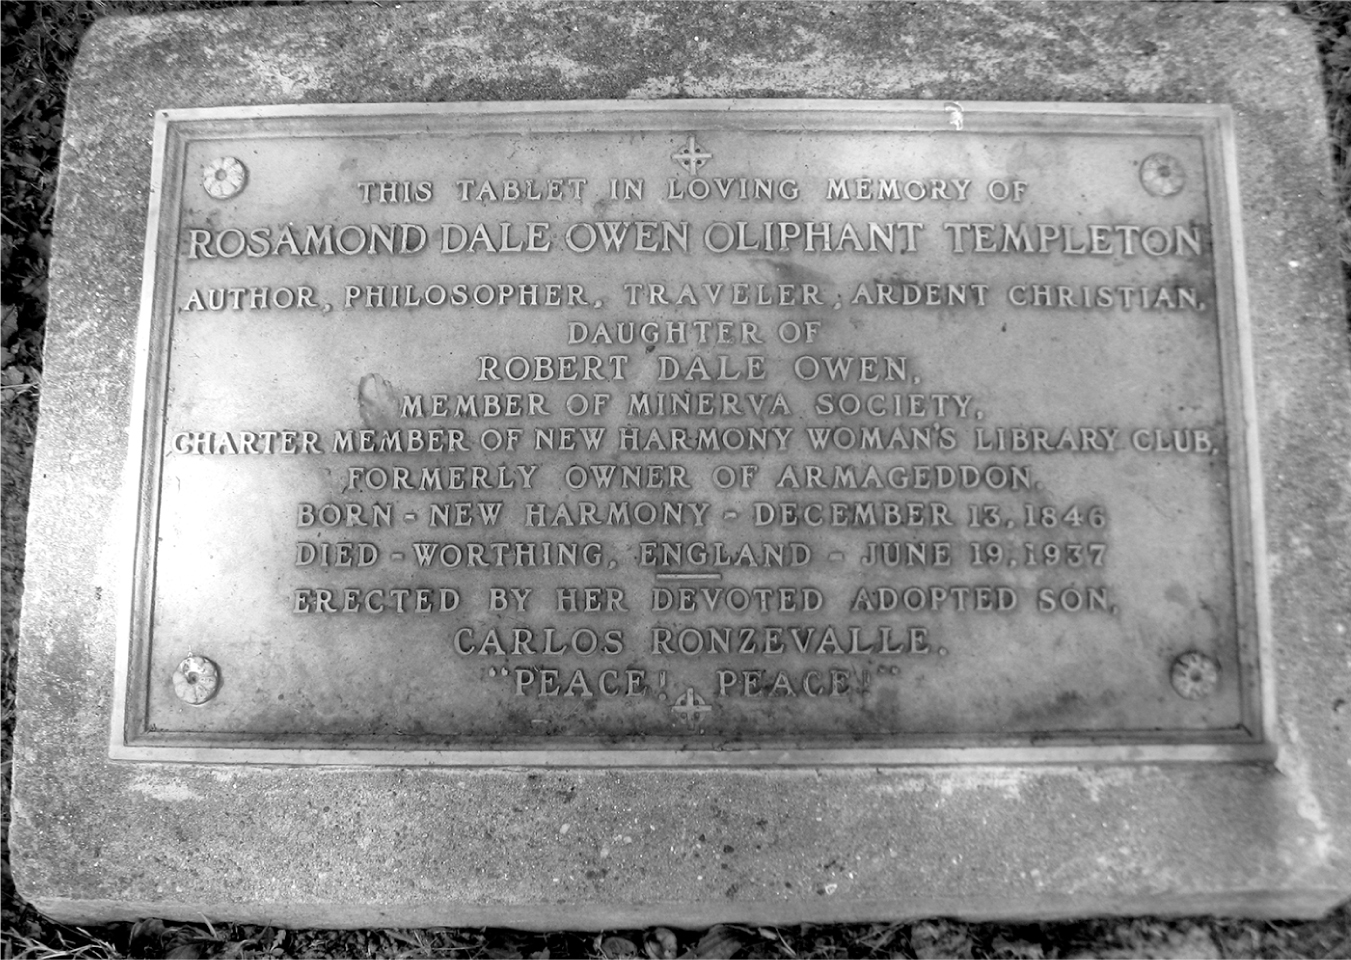 THIS TABLET IN LOVING MEMORY OF
ROSAMOND DALE OWEN OLIPHANT TEMPLETON
AUTHOR, PHILOSOPHER, TRAVELER, ARDENT CHRISTIAN,
DAUGHTER OF
ROBERT DALE OWEN,
MEMBER OF MINERVA SOCIETY,
CHARTER MEMBER OF NEW HARMONY WOMAN'S LIBRARY CLUB,
FORMERLY OWNER OF ARMAGEDDON.
BORN - NEW HARMONY - DECEMBER 13, 1846
DIED - WORTHING, ENGLAND - JUNE 19, 1937
ERECTED BY HER DEVOTED ADOPTED SON,
CARLOS RONZEVALLE.
"PEACE! PEACE!"